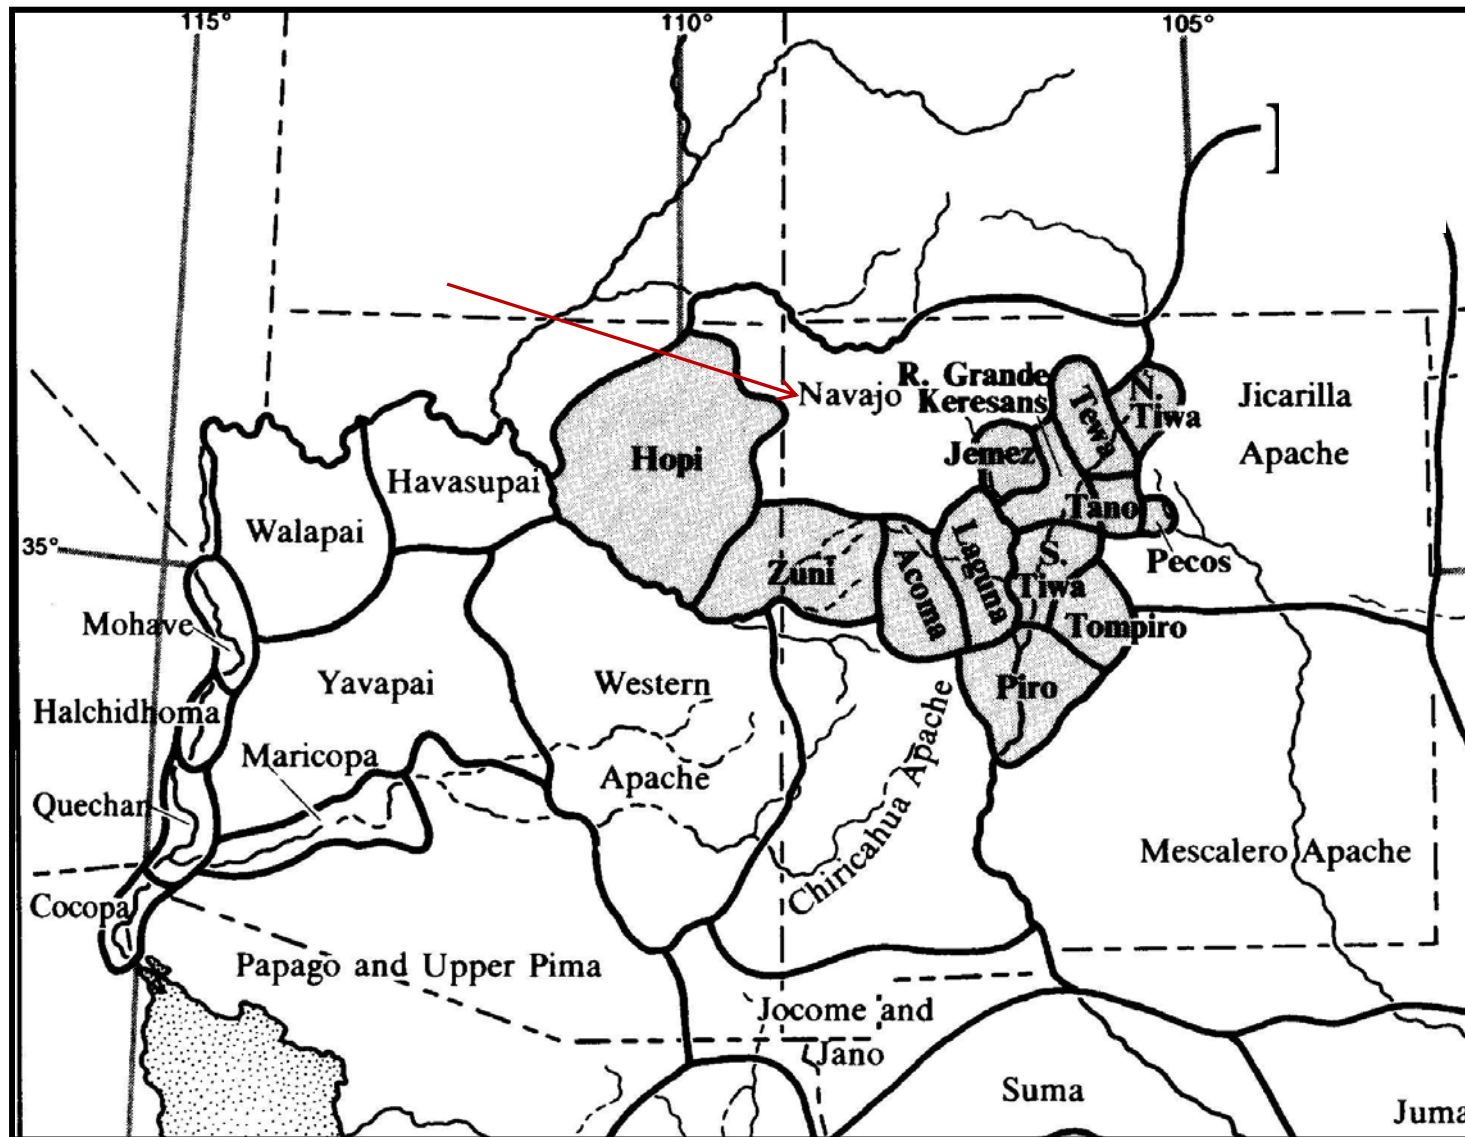 115°
110°
105°
Navajo
R. Grande
Keresans
Jemez
Tewa
N.
Tiwa
Jicarilla
Apache
Hopi
Havasupai
Walapai
35°
Zuni
Acoma
Laguna
Tano
S.
Tiwa
Pecos
Tompiro
Piro
Mohave
Yavapai
Western
Apache
Halchidhoma
Maricopa
Quechan
Chiricahua Apache
Mescalero Apache
Cocopa
Papago and Upper Pima
Jocome and
Jano
Suma
Juma